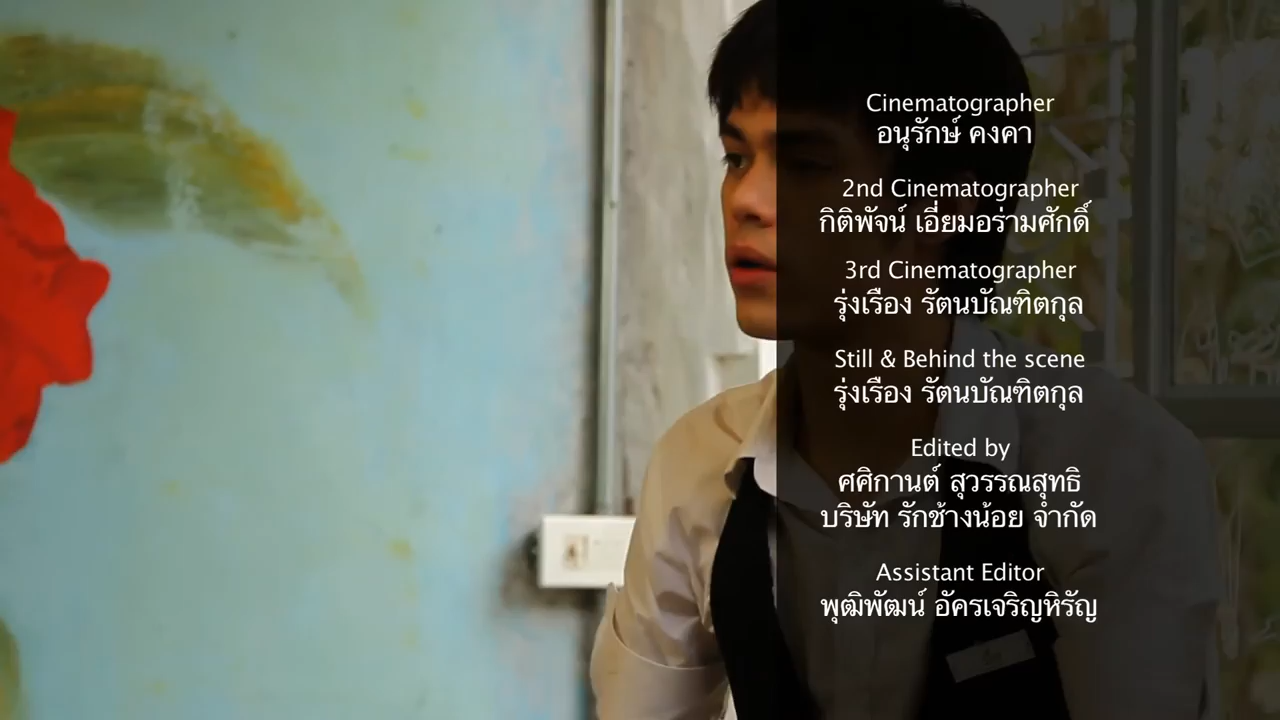 Cinematographer
อนุรักษ์ คงคา
2nd Cinematographer
กิติพัจน์ เอี่ยมอร่ามศักดิ์
3rd Cinematographer
รุ่งเรือง รัตนบัณฑิตกุล
Still & Behind the scene
รุ่งเรือง รัตนบัณฑิตกุล
Edited by
ศศิกานต์ สุวรรณสุทธิ
บริษัท รักช้างน้อย จำกัด
Assistant Editor
พุฒิพัฒน์ อัครเจริญหิรัญ